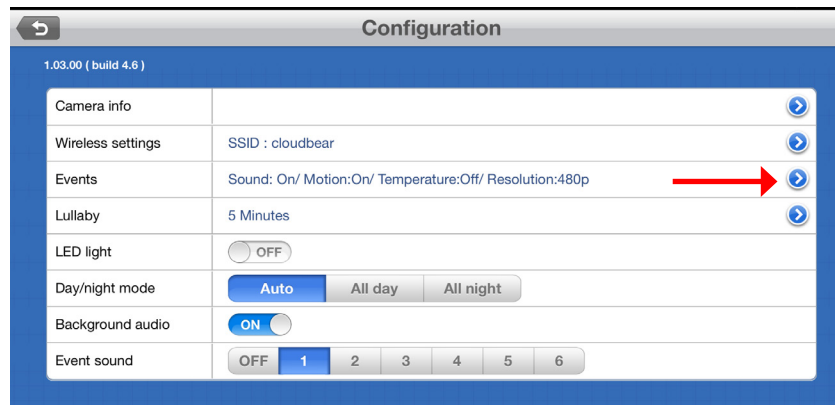 Configuration
1.03.00 ( build 4.6 )
Camera info
Wireless settings SSID : cloudbear
Events Sound: On/ Motion:On/ Temperature:Off/ Resolution:480p
Lullaby 5 Minutes
LED light OFF
Day/night mode Auto All day All night
Background audio ON
Event sound OFF 1 2 3 4 5 6